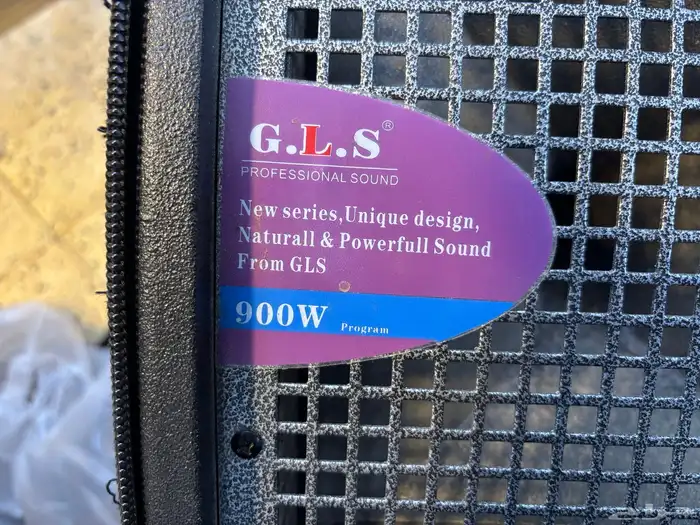 G.L.S®
PROFESSIONAL SOUND
New series,Unique design,
Naturall & Powerfull Sound
From GLS
900W Program